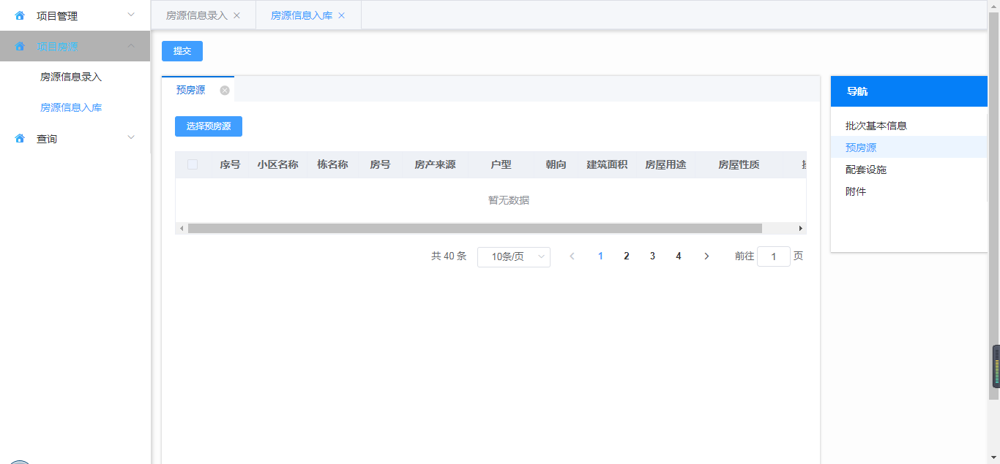 项目管理
项目房源
房源信息录入
房源信息入库
查询
房源信息录入
房源信息入库
提交
预房源
选择预房源
序号 小区名称 栋名称 房号 房产来源 户型 朝向 建筑面积 房屋用途 房屋性质
暂无数据
共 40 条 10条/页 1 2 3 4 前往 1 页
导航
批次基本信息
预房源
配套设施
附件